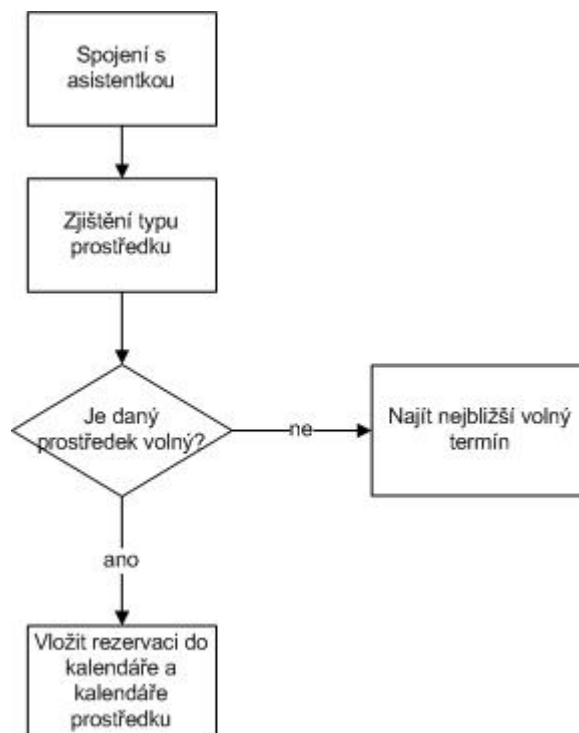 Spojení s
asistentkou
Zjištění typu
prostředku
Je daný
prostředek volný?
ne
Najít nejbližší volný
termín
ano
Vložit rezervaci do
kalendáře a
kalendáře
prostředku